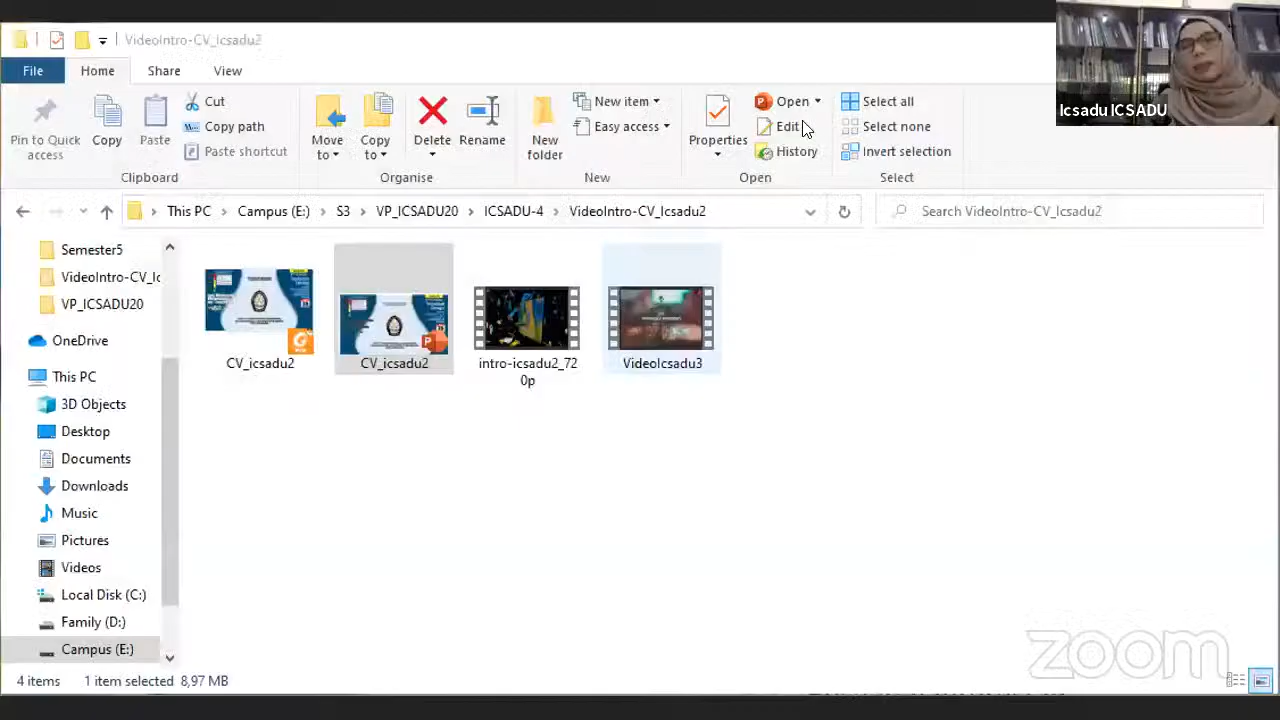 VideoIntro-CV_Icsadu2
File Home Share View
Pin to Quick access
Copy
Paste
Cut
Copy path
Paste shortcut
Clipboard
Move to
Copy to
Delete
Rename
Organise
New folder
New item
Easy access
New
Properties
Open
Edit
History
Open
Select all
Select none
Invert selection
Select
Icsadu ICSADU
This PC > Campus (E:) > S3 > VP_ICSADU20 > ICSADU-4 > VideoIntro-CV_Icsadu2
Search VideoIntro-CV_Icsadu2
Semester5
VideoIntro-CV_Ic
VP_ICSADU20
OneDrive
This PC
3D Objects
Desktop
Documents
Downloads
Music
Pictures
Videos
Local Disk (C:)
Family (D:)
Campus (E:)
CV_icsadu2
CV_icsadu2
intro-icsadu2_72
0p
VideoIcsadu3
4 items 1 item selected 8,97 MB
zoom